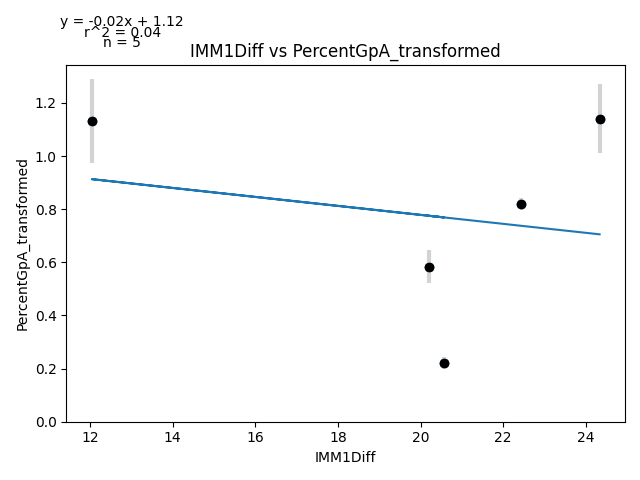 y = -0.02x + 1.12
r^2 = 0.04
n = 5
IMM1Diff vs PercentGpA_transformed
PercentGpA_transformed
1.2
1.0
0.8
0.6
0.4
0.2
0.0
12 14 16 18 20 22 24
IMM1Diff